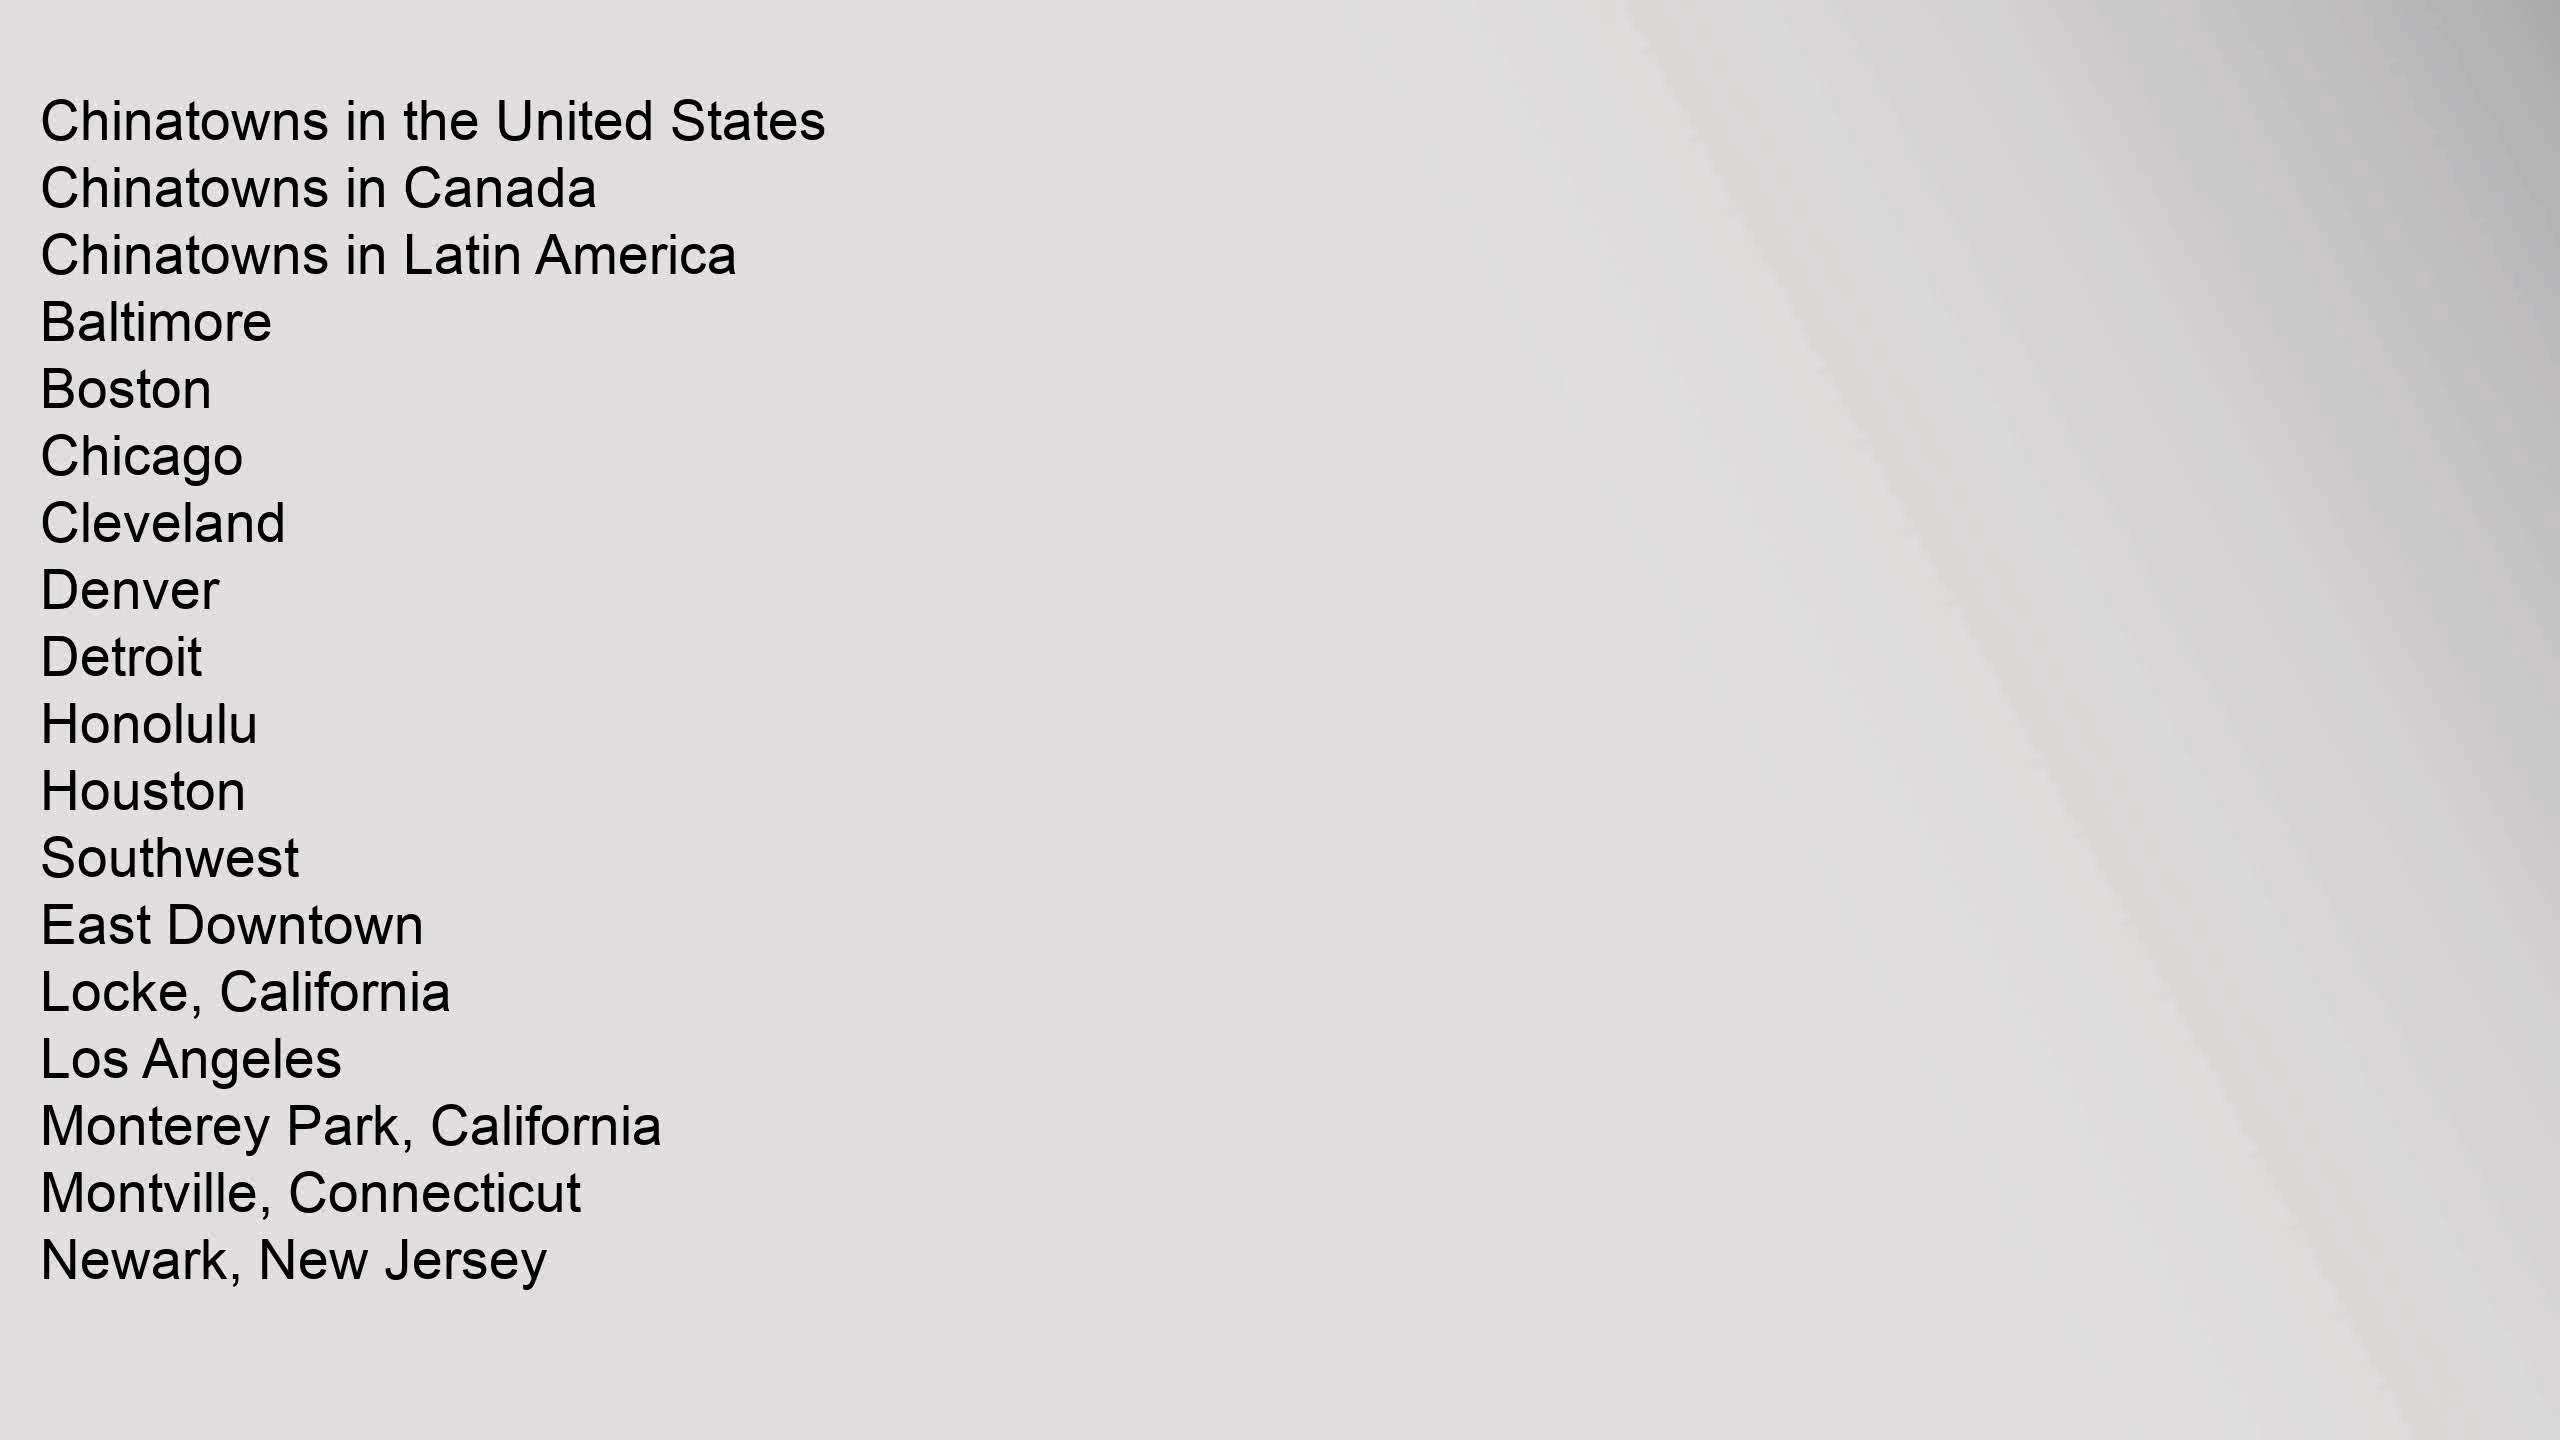 Chinatowns in the United States
Chinatowns in Canada
Chinatowns in Latin America
Baltimore
Boston
Chicago
Cleveland
Denver
Detroit
Honolulu
Houston
Southwest
East Downtown
Locke, California
Los Angeles
Monterey Park, California
Montville, Connecticut
Newark, New Jersey